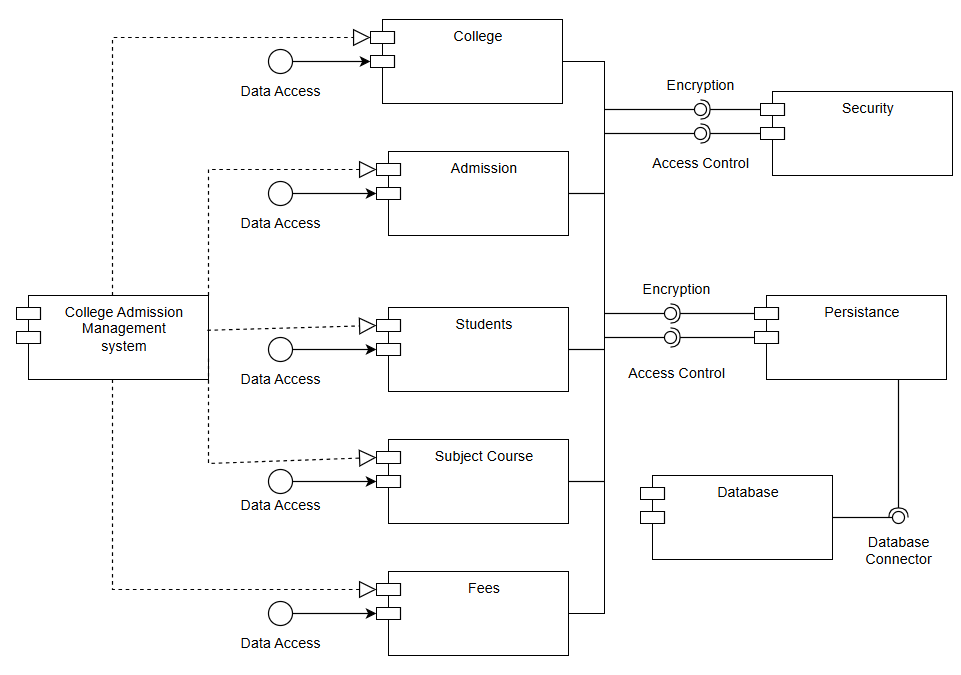 College
Data Access
Encryption
Security
Access Control
Admission
Data Access
College Admission
Management
system
Students
Data Access
Encryption
Persistance
Access Control
Subject Course
Data Access
Database
Database
Connector
Fees
Data Access